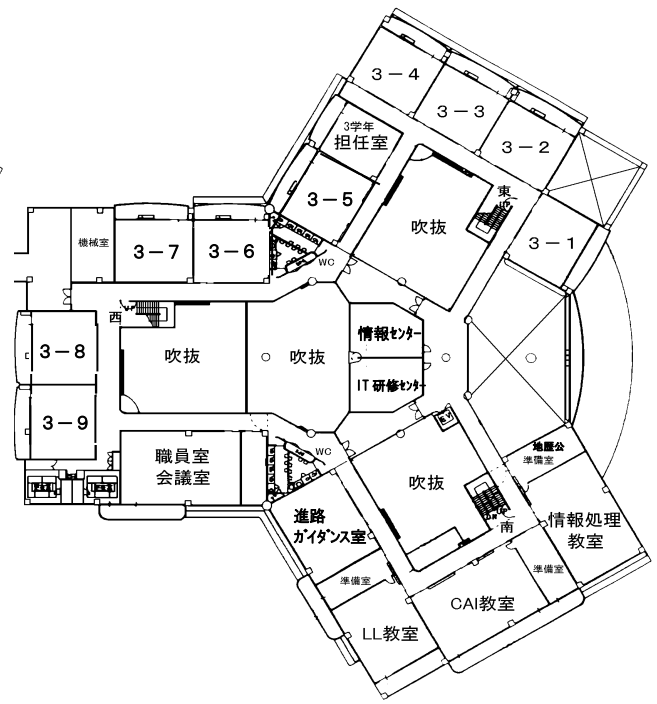 3－4
3－3
3－2
3学年
担任室
3－5
3－1
東
吹抜
機械室
3－7
3－6
WC
西
吹抜
吹抜
情報ｾﾝﾀｰ
IT研修ｾﾝﾀｰ
3－8
3－9
職員室
会議室
WC
E.V
吹抜
地歴公
準備室
進路
ｶﾞｲﾀﾞﾝｽ室
南
情報処理
教室
準備室
準備室
CAI教室
LL教室